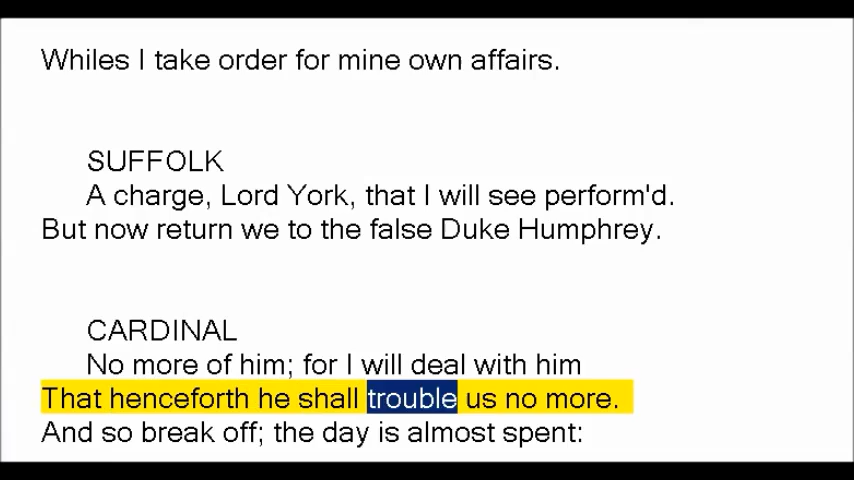 Whiles I take order for mine own affairs.
SUFFOLK
A charge, Lord York, that I will see perform'd.
But now return we to the false Duke Humphrey.
CARDINAL
No more of him; for I will deal with him
That henceforth he shall trouble us no more.
And so break off; the day is almost spent: